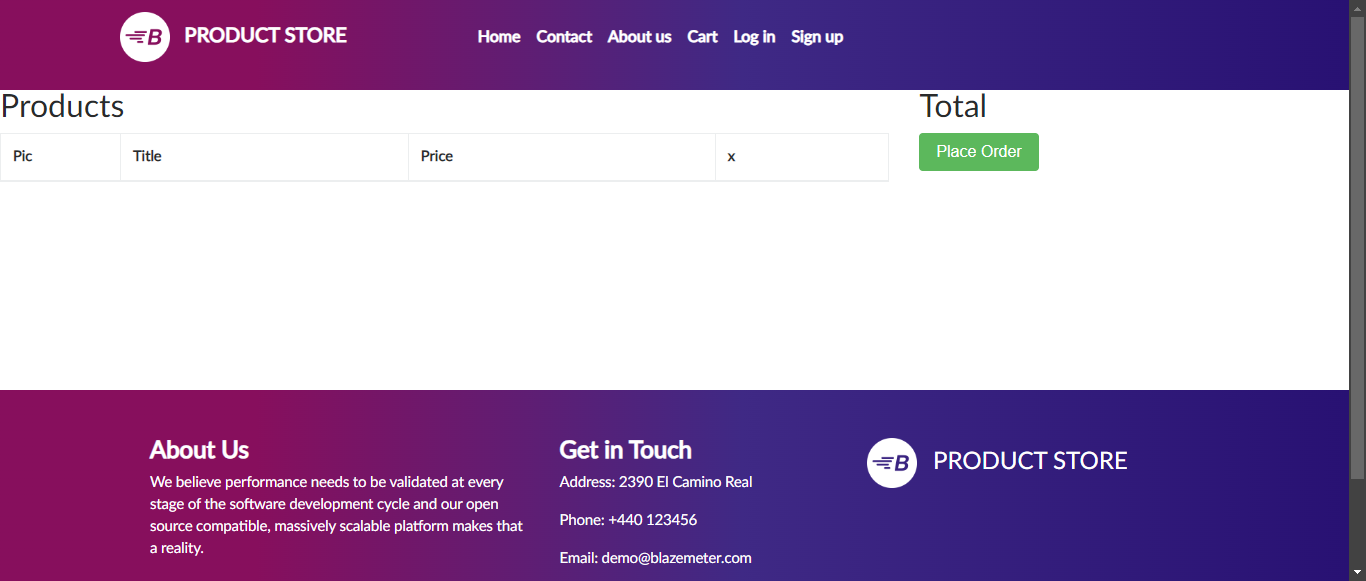 B PRODUCT STORE
Home Contact About us Cart Log in Sign up
Products
Pic Title Price x
Total
Place Order
About Us
We believe performance needs to be validated at every
stage of the software development cycle and our open
source compatible, massively scalable platform makes that
a reality.
Get in Touch
Address: 2390 El Camino Real
Phone: +440 123456
Email: demo@blazemeter.com
B PRODUCT STORE